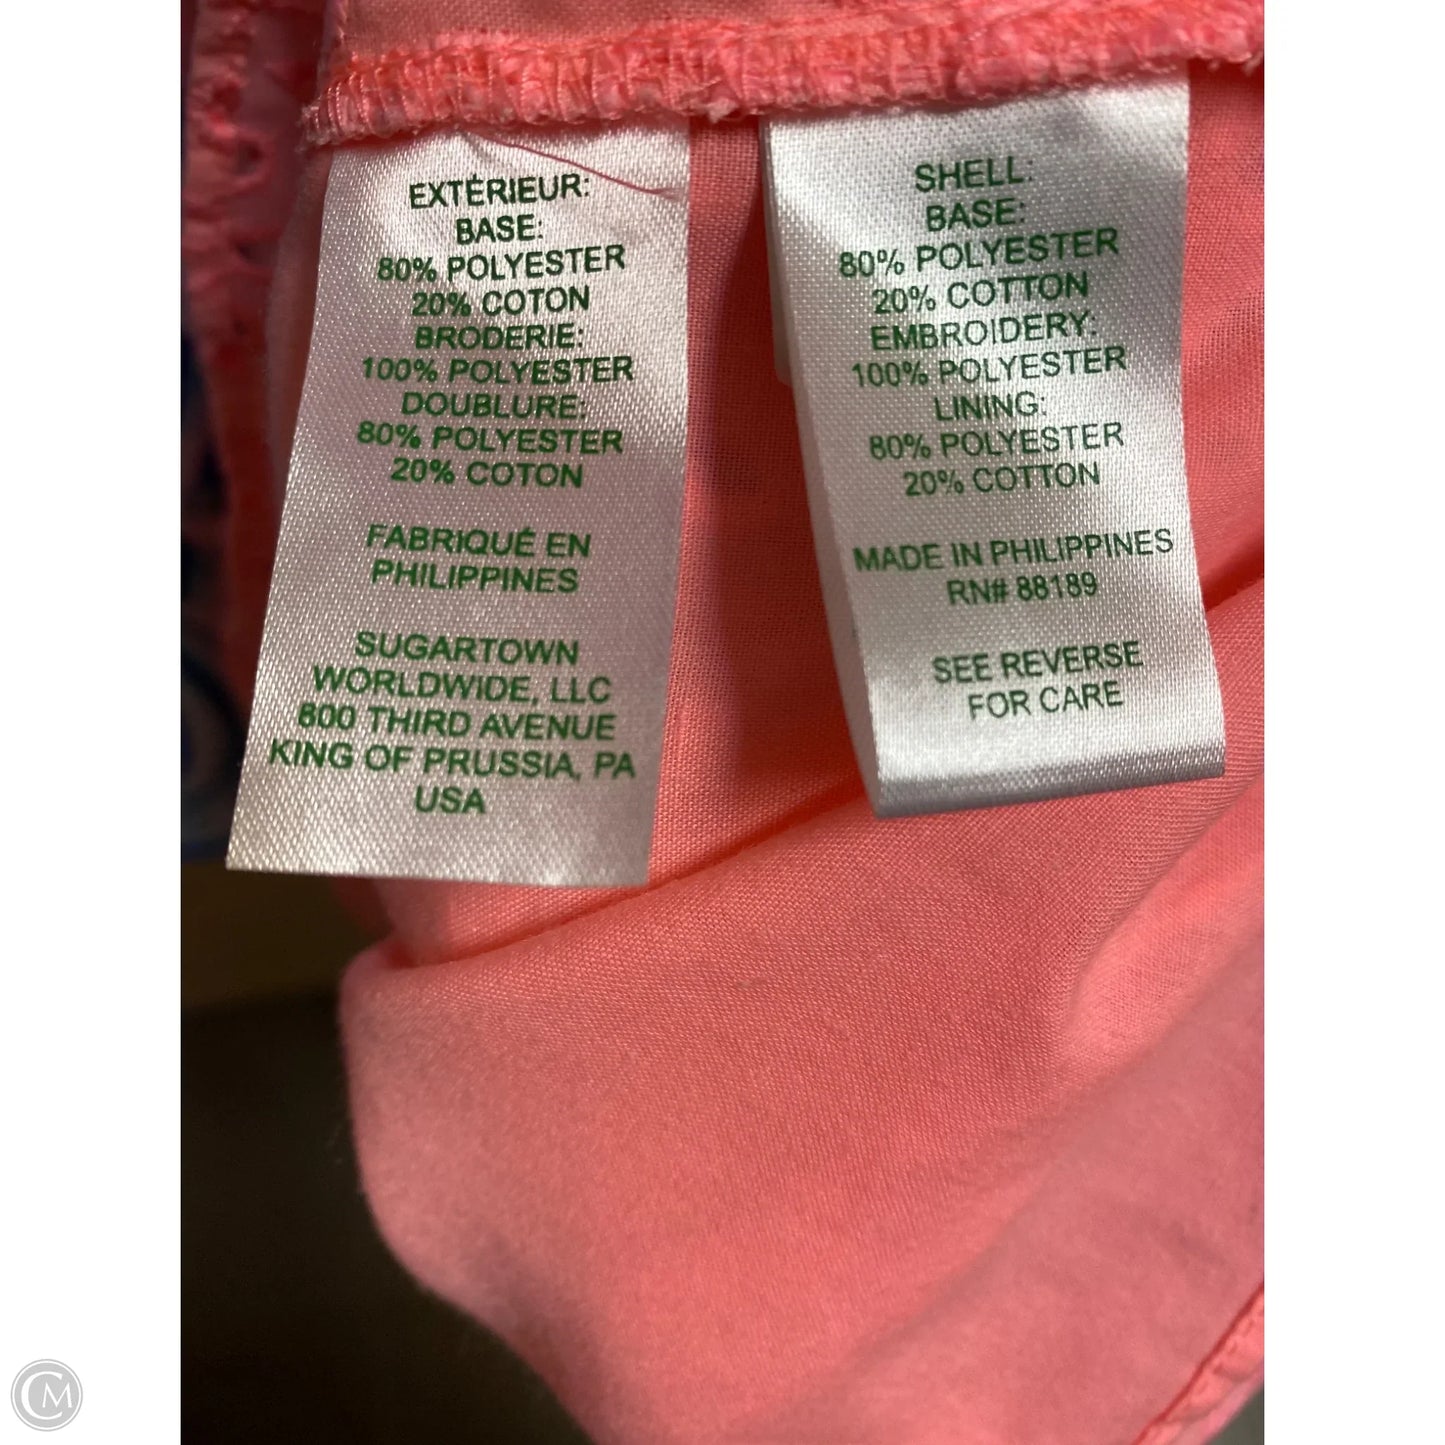 EXTÉRIEUR:
BASE:
80% POLYESTER
20% COTON
BRODERIE:
100% POLYESTER
DOUBLURE:
80% POLYESTER
20% COTON
FABRIQUÉ EN
PHILIPPINES
SUGARTOWN
WORLDWIDE, LLC
800 THIRD AVENUE
KING OF PRUSSIA, PA
USA
SHELL:
BASE:
80% POLYESTER
20% COTTON
EMBROIDERY:
100% POLYESTER
LINING:
80% POLYESTER
20% COTTON
MADE IN PHILIPPINES
RN# 88189
SEE REVERSE
FOR CARE
CM